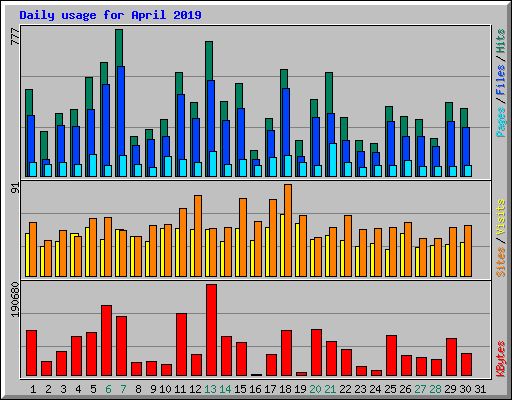 Daily usage for April 2019
777
Pages / Files / Hits
91
Sites / Visits
190680
KBytes
1 2 3 4 5 6 7 8 9 10 11 12 13 14 15 16 17 18 19 20 21 22 23 24 25 26 27 28 29 30 31